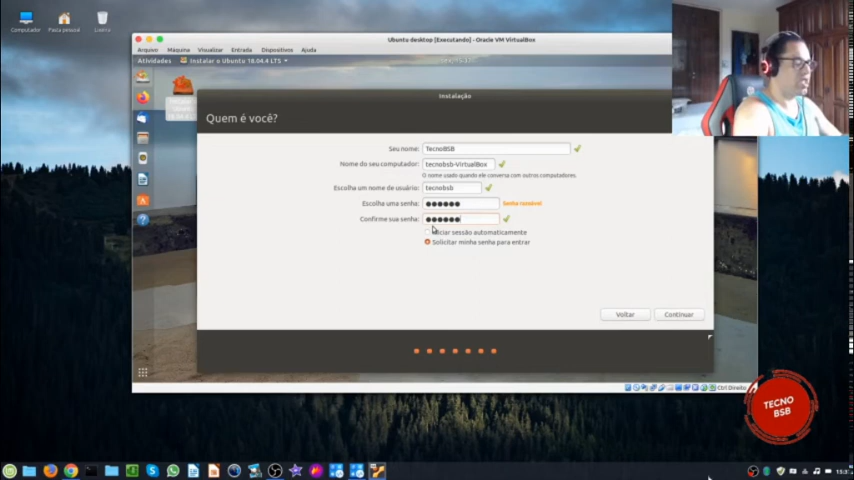 Ubuntu desktop [Executando] - Oracle VM VirtualBox
Computador
Pasta pessoal
Lixeira
Arquivo Máquina Visualizar Entrada Dispositivos Ajuda
Atividades Instalar o Ubuntu 18.04.4 LTS
Instalação
Quem é você?
Seu nome: TecnoBSB
Nome do seu computador: tecnobsb-VirtualBox
O nome usado quando ele conversa com outros computadores.
Escolha um nome de usuário: tecnobsb
Escolha uma senha: ●●●●●● Senha razoável
Confirme sua senha: ●●●●●●
Iniciar sessão automaticamente
Solicitar minha senha para entrar
Voltar Continuar
Ctrl Direito
TECNO
BSB